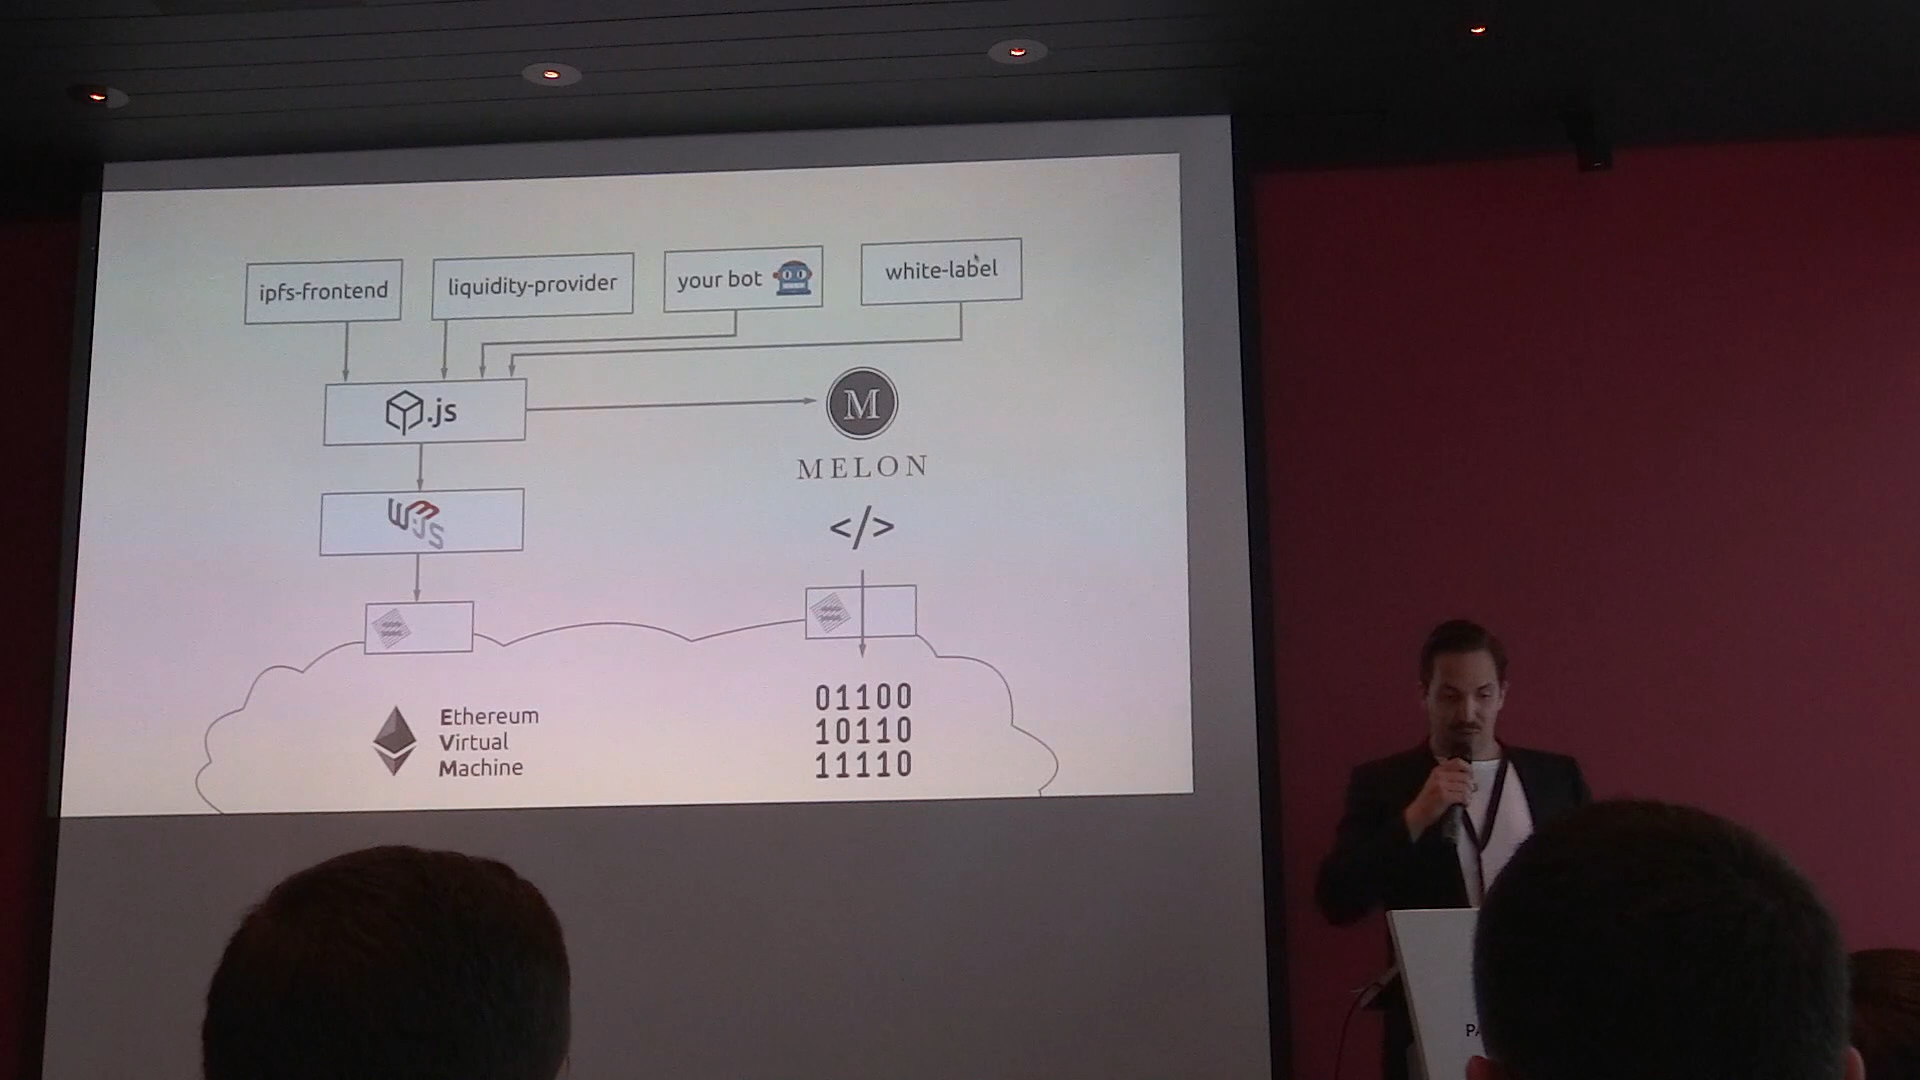 ipfs-frontend
liquidity-provider
your bot
white-label
.js
M
MELON
</>
Ethereum
Virtual
Machine
01100
10110
11110